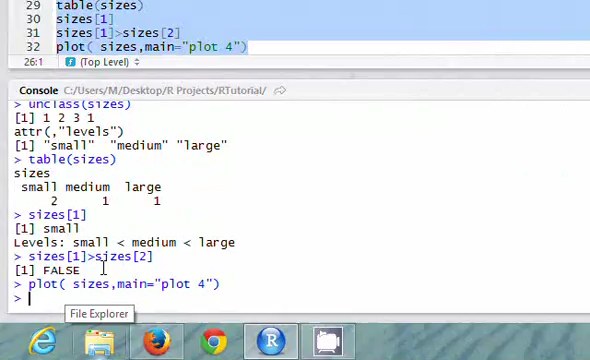 29 table(sizes)
30 sizes[1]
31 sizes[1]>sizes[2]
32 plot( sizes,main="plot 4")
26:1 (Top Level)
Console C:/Users/M/Desktop/R Projects/RTutorial/
> unclass(sizes)
[1] 1 2 3 1
attr(,"levels")
[1] "small" "medium" "large"
> table(sizes)
sizes
small medium large
2 1 1
> sizes[1]
[1] small
Levels: small < medium < large
> sizes[1]>sizes[2]
[1] FALSE
> plot( sizes,main="plot 4")
>
File Explorer
R